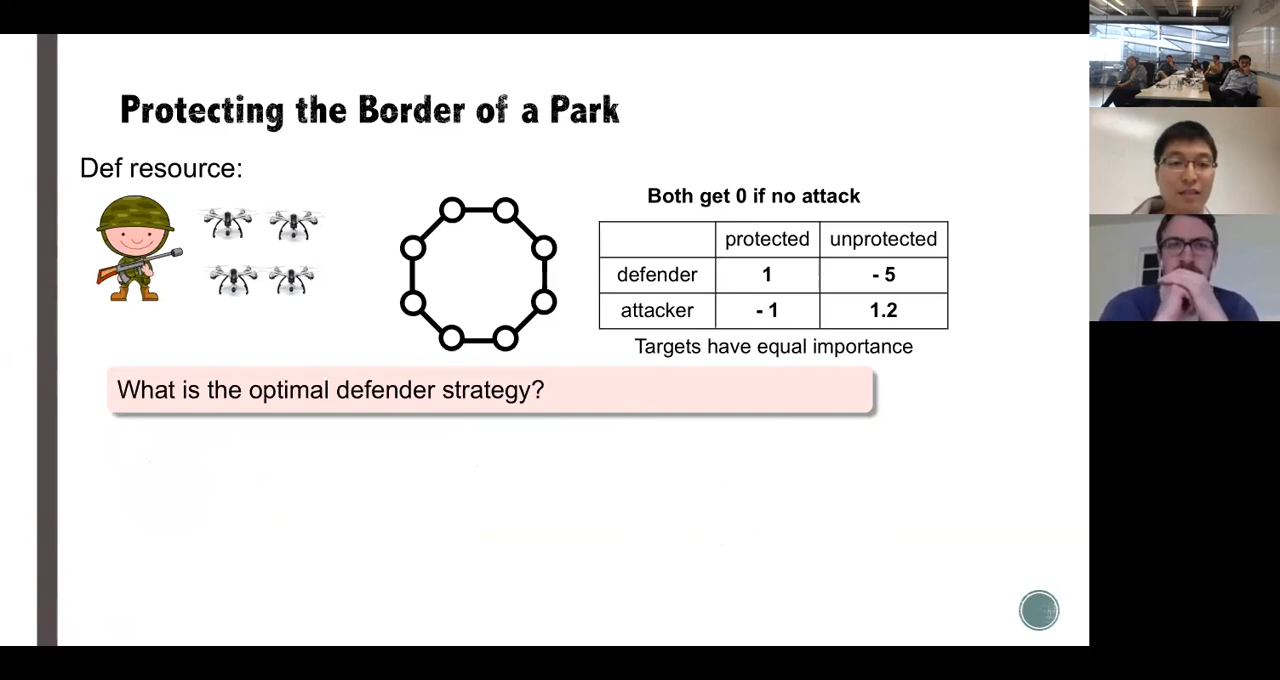 Protecting the Border of a Park
Def resource:
Both get 0 if no attack
protected unprotected
defender 1 - 5
attacker - 1 1.2
Targets have equal importance
What is the optimal defender strategy?